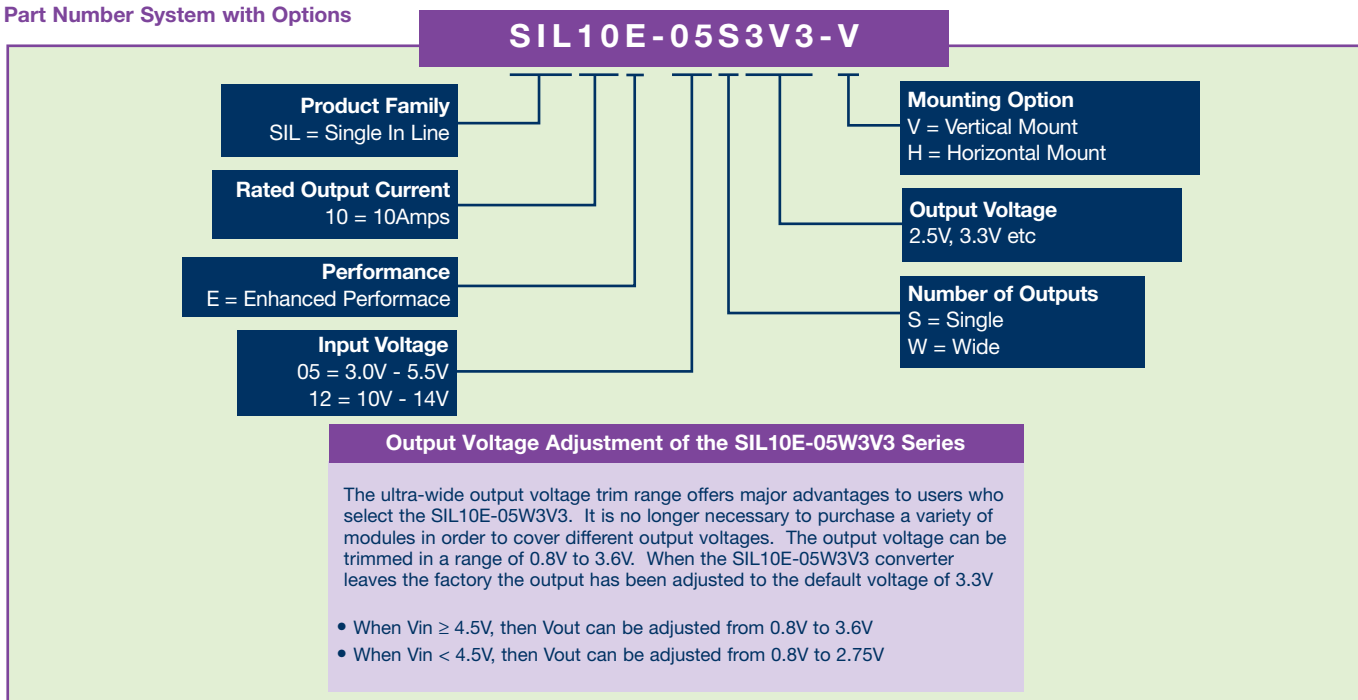 Part Number System with Options
SIL10E-05S3V3-V
Product Family
SIL = Single In Line
Rated Output Current
10 = 10Amps
Performance
E = Enhanced Performace
Input Voltage
05 = 3.0V - 5.5V
12 = 10V - 14V
Mounting Option
V = Vertical Mount
H = Horizontal Mount
Output Voltage
2.5V, 3.3V etc
Number of Outputs
S = Single
W = Wide
Output Voltage Adjustment of the SIL10E-05W3V3 Series
The ultra-wide output voltage trim range offers major advantages to users who
select the SIL10E-05W3V3. It is no longer necessary to purchase a variety of
modules in order to cover different output voltages. The output voltage can be
trimmed in a range of 0.8V to 3.6V. When the SIL10E-05W3V3 converter
leaves the factory the output has been adjusted to the default voltage of 3.3V
• When Vin ≥ 4.5V, then Vout can be adjusted from 0.8V to 3.6V
• When Vin < 4.5V, then Vout can be adjusted from 0.8V to 2.75V